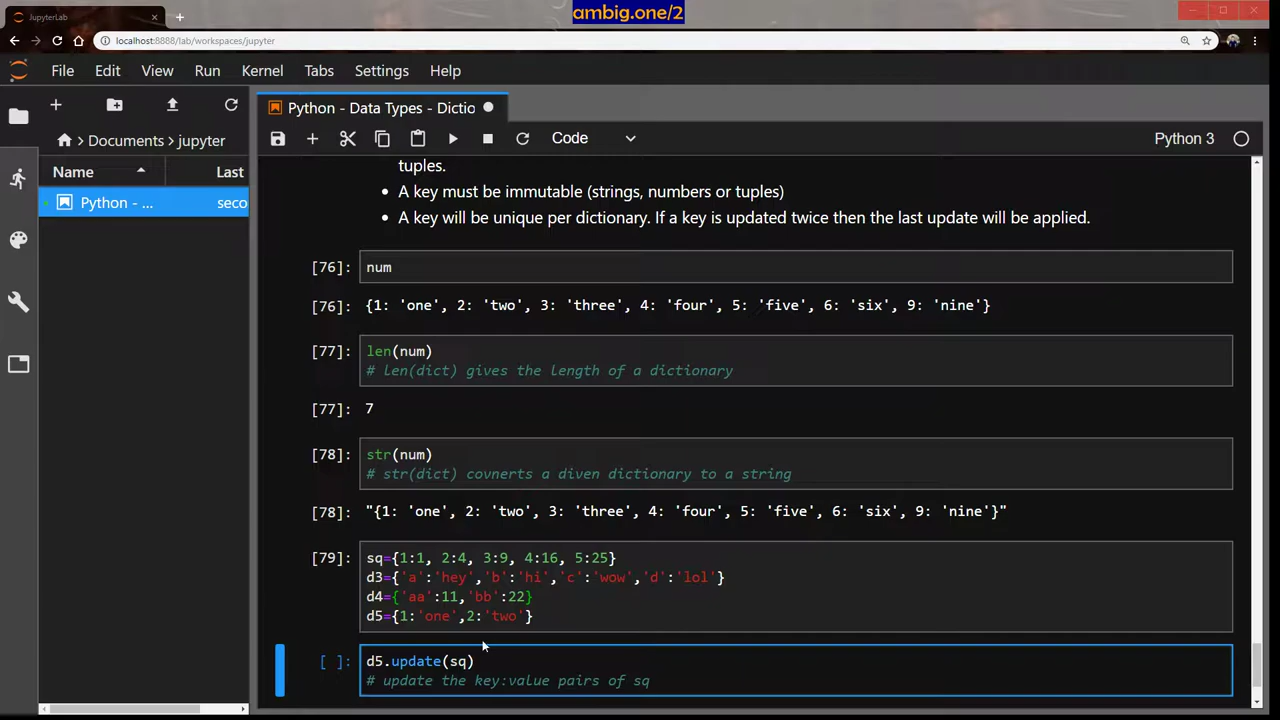 JupyterLab
ambig.one/2
localhost:8888/lab/workspaces/jupyter
File Edit View Run Kernel Tabs Settings Help
Python - Data Types - Dictio
Code
Python 3
Documents > jupyter
Name Last
Python - ... seco
tuples.
A key must be immutable (strings, numbers or tuples)
A key will be unique per dictionary. If a key is updated twice then the last update will be applied.
[76]: num
[76]: {1: 'one', 2: 'two', 3: 'three', 4: 'four', 5: 'five', 6: 'six', 9: 'nine'}
[77]: len(num)
# len(dict) gives the length of a dictionary
[77]: 7
[78]: str(num)
# str(dict) covnerts a diven dictionary to a string
[78]: "{1: 'one', 2: 'two', 3: 'three', 4: 'four', 5: 'five', 6: 'six', 9: 'nine'}"
[79]: sq={1:1, 2:4, 3:9, 4:16, 5:25}
d3={'a':'hey','b':'hi','c':'wow','d':'lol'}
d4={'aa':11,'bb':22}
d5={1:'one',2:'two'}
[ ]: d5.update(sq)
# update the key:value pairs of sq